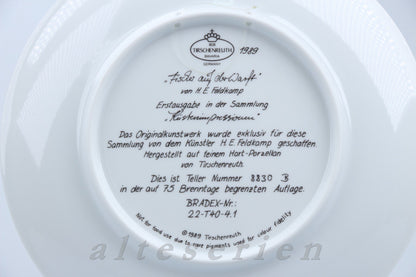 TIRSCHENREUTH 1989
BAVARIA
GERMANY
„Fischer auf der Warft“
von H.E. Feldkamp
Erstausgabe in der Sammlung
„Küstenimpressionen“
Das Originalkunstwerk wurde exklusiv für diese
Sammlung von dem Künstler H.E. Feldkamp geschaffen.
Hergestellt auf feinem Hart-Porzellan
von Tirschenreuth.
Dies ist Teller Nummer 8830 B
in der auf 75 Brenntage begrenzten Auflage.
BRADEX-Nr.:
22-T40-4.1
© 1989 Tirschenreuth
Not for food use due to rare pigments used for colour fidelity
alteserien